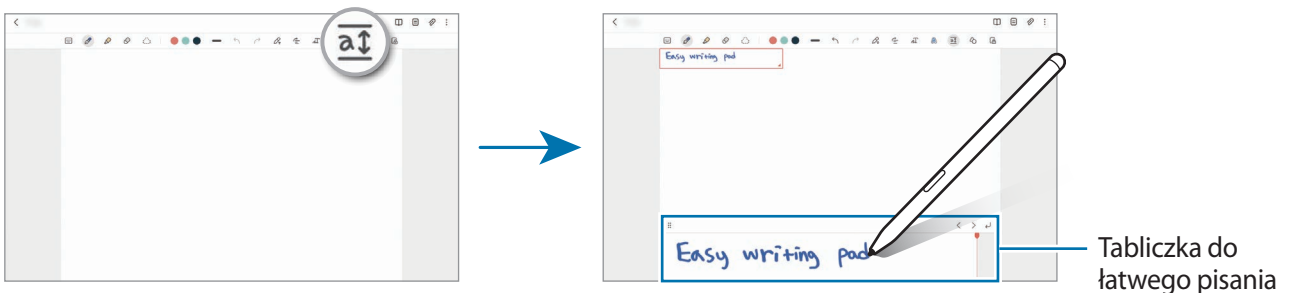 a
Easy writing pad
Easy writing pad
Tabliczka do
łatwego pisania